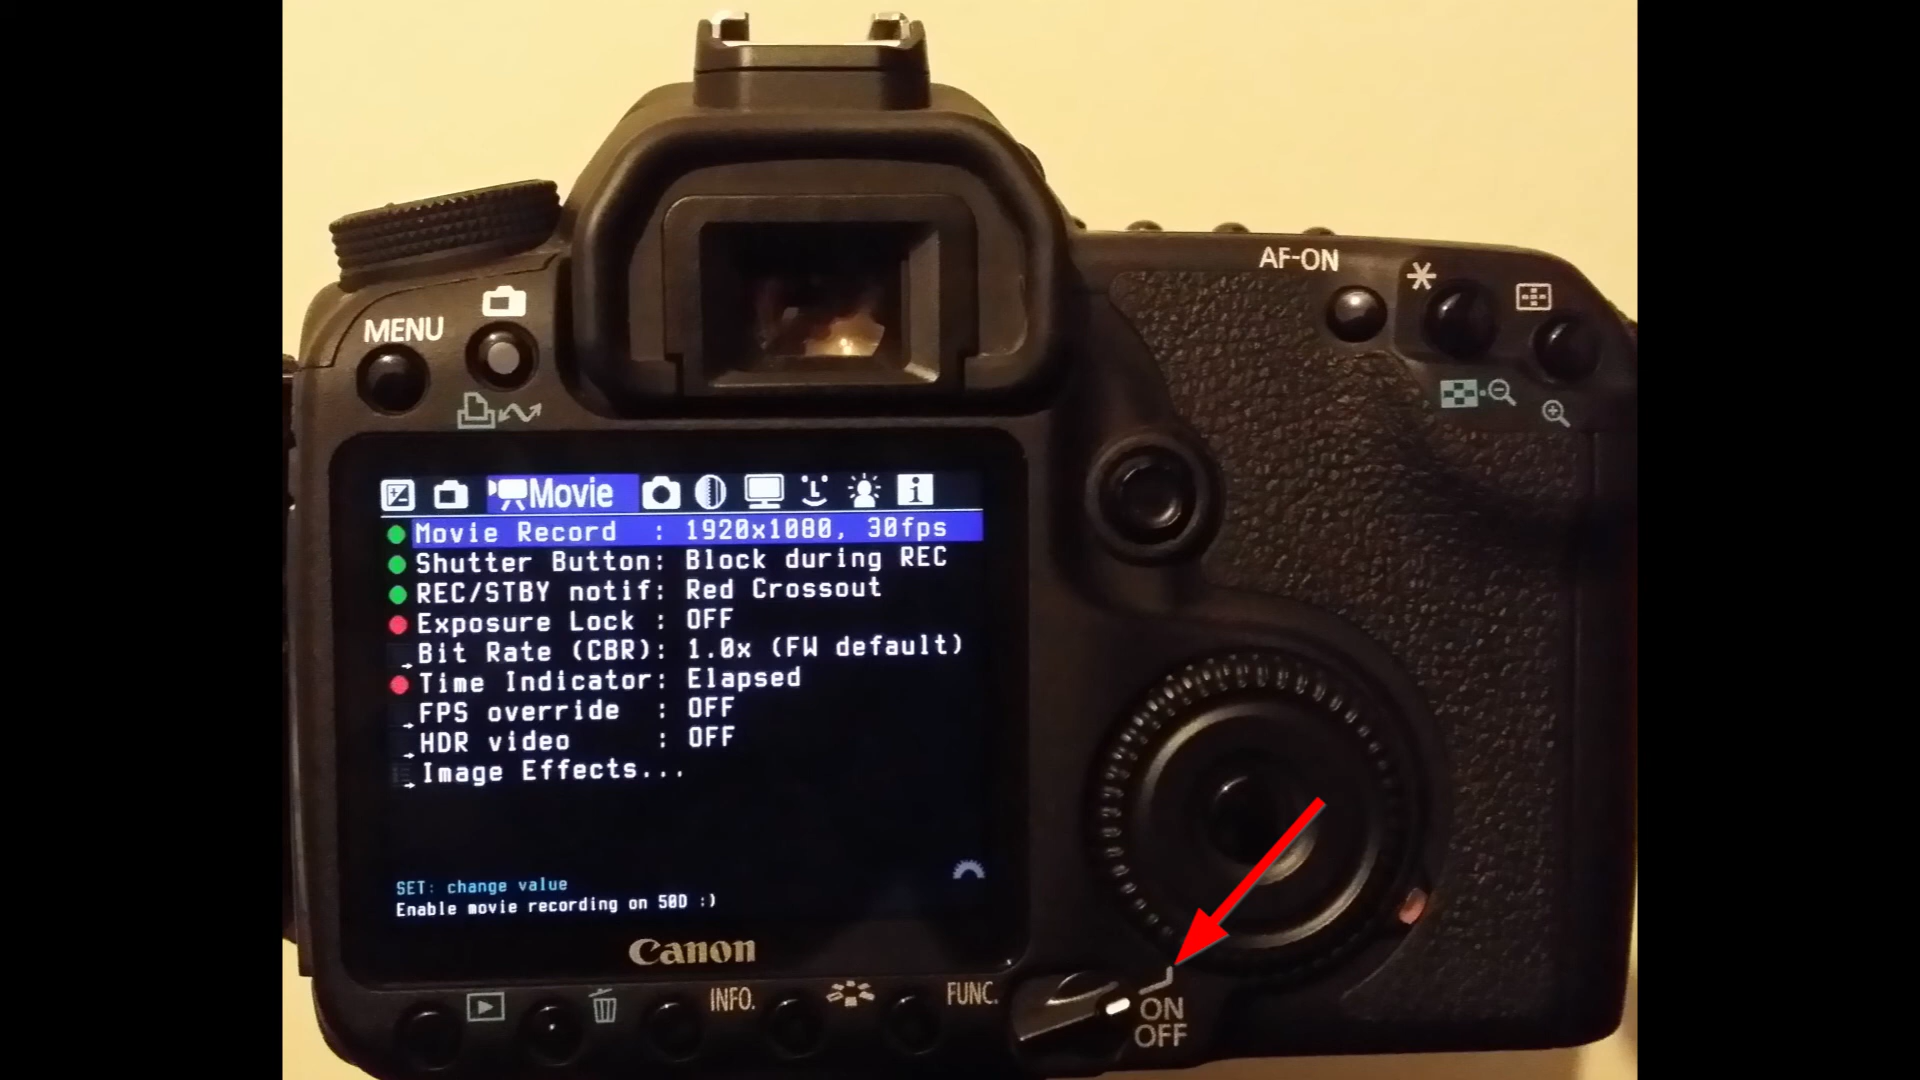 AF-ON
MENU
Movie
Movie Record : 1920x1080, 30fps
Shutter Button: Block during REC
REC/STBY notif: Red Crossout
Exposure Lock : OFF
Bit Rate (CBR): 1.0x (FW default)
Time Indicator: Elapsed
FPS override : OFF
HDR video : OFF
Image Effects...
SET: change value
Enable movie recording on 50D :)
Canon
INFO.
FUNC.
ON
OFF